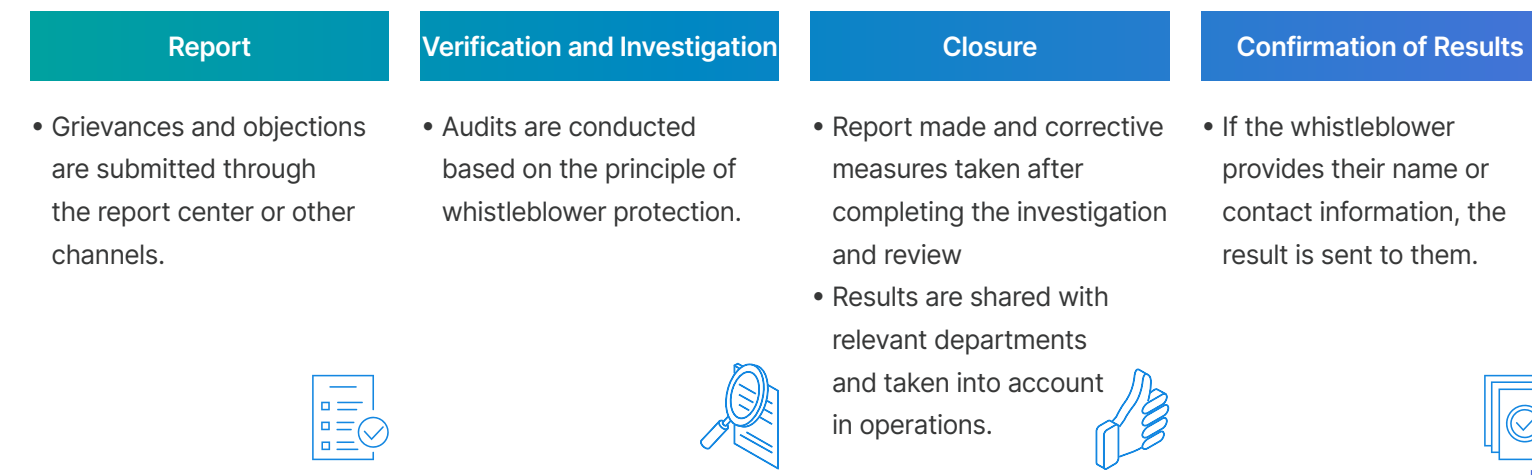 Report
• Grievances and objections
are submitted through
the report center or other
channels.
Verification and Investigation
• Audits are conducted
based on the principle of
whistleblower protection.
Closure
• Report made and corrective
measures taken after
completing the investigation
and review
• Results are shared with
relevant departments
and taken into account
in operations.
Confirmation of Results
• If the whistleblower
provides their name or
contact information, the
result is sent to them.